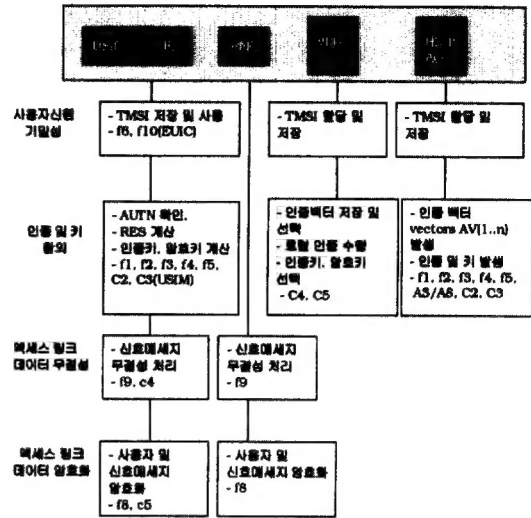 사용자신원
기밀성
- TMSI 저장 및 사용
- f6, f10(EUIC)
- TMSI 할당 및
저장
- TMSI 할당 및
저장
인증 및 키
합의
- AUTN 확인,
- RES 계산
- 인증키, 암호키 계산
- f1, f2, f3, f4, f5,
C2, C3(USIM)
- 인증벡터 저장 및
선택
- 로컬 인증 수행
- 인증키, 암호키
선택
- C4, C5
- 인증 벡터
vectors AV(1..n)
발생
- 인증 및 키 발생
- f1, f2, f3, f4, f5,
A3/A8, C2, C3
액세스 링크
데이터 무결성
- 신호메세지
무결성 처리
- f9, c4
- 신호메세지
무결성 처리
- f9
액세스 링크
데이터 암호화
- 사용자 및
신호메세지
암호화
- f8, c5
- 사용자 및
신호메세지 암호화
- f8